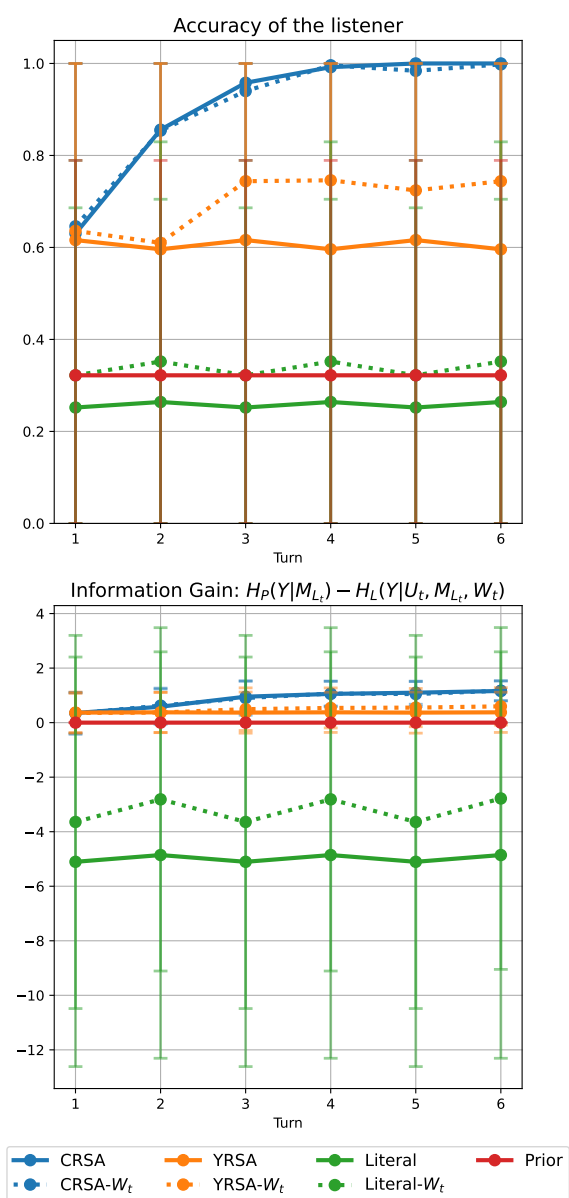 Accuracy of the listener
1.0
0.8
0.6
0.4
0.2
0.0
1 2 3 4 5 6
Turn
Information Gain: $H_P(Y|M_{L_t}) - H_L(Y|U_t, M_{L_t}, W_t)$
4
2
0
−2
−4
−6
−8
−10
−12
1 2 3 4 5 6
Turn
CRSA YRSA Literal Prior
CRSA-$W_t$ YRSA-$W_t$ Literal-$W_t$